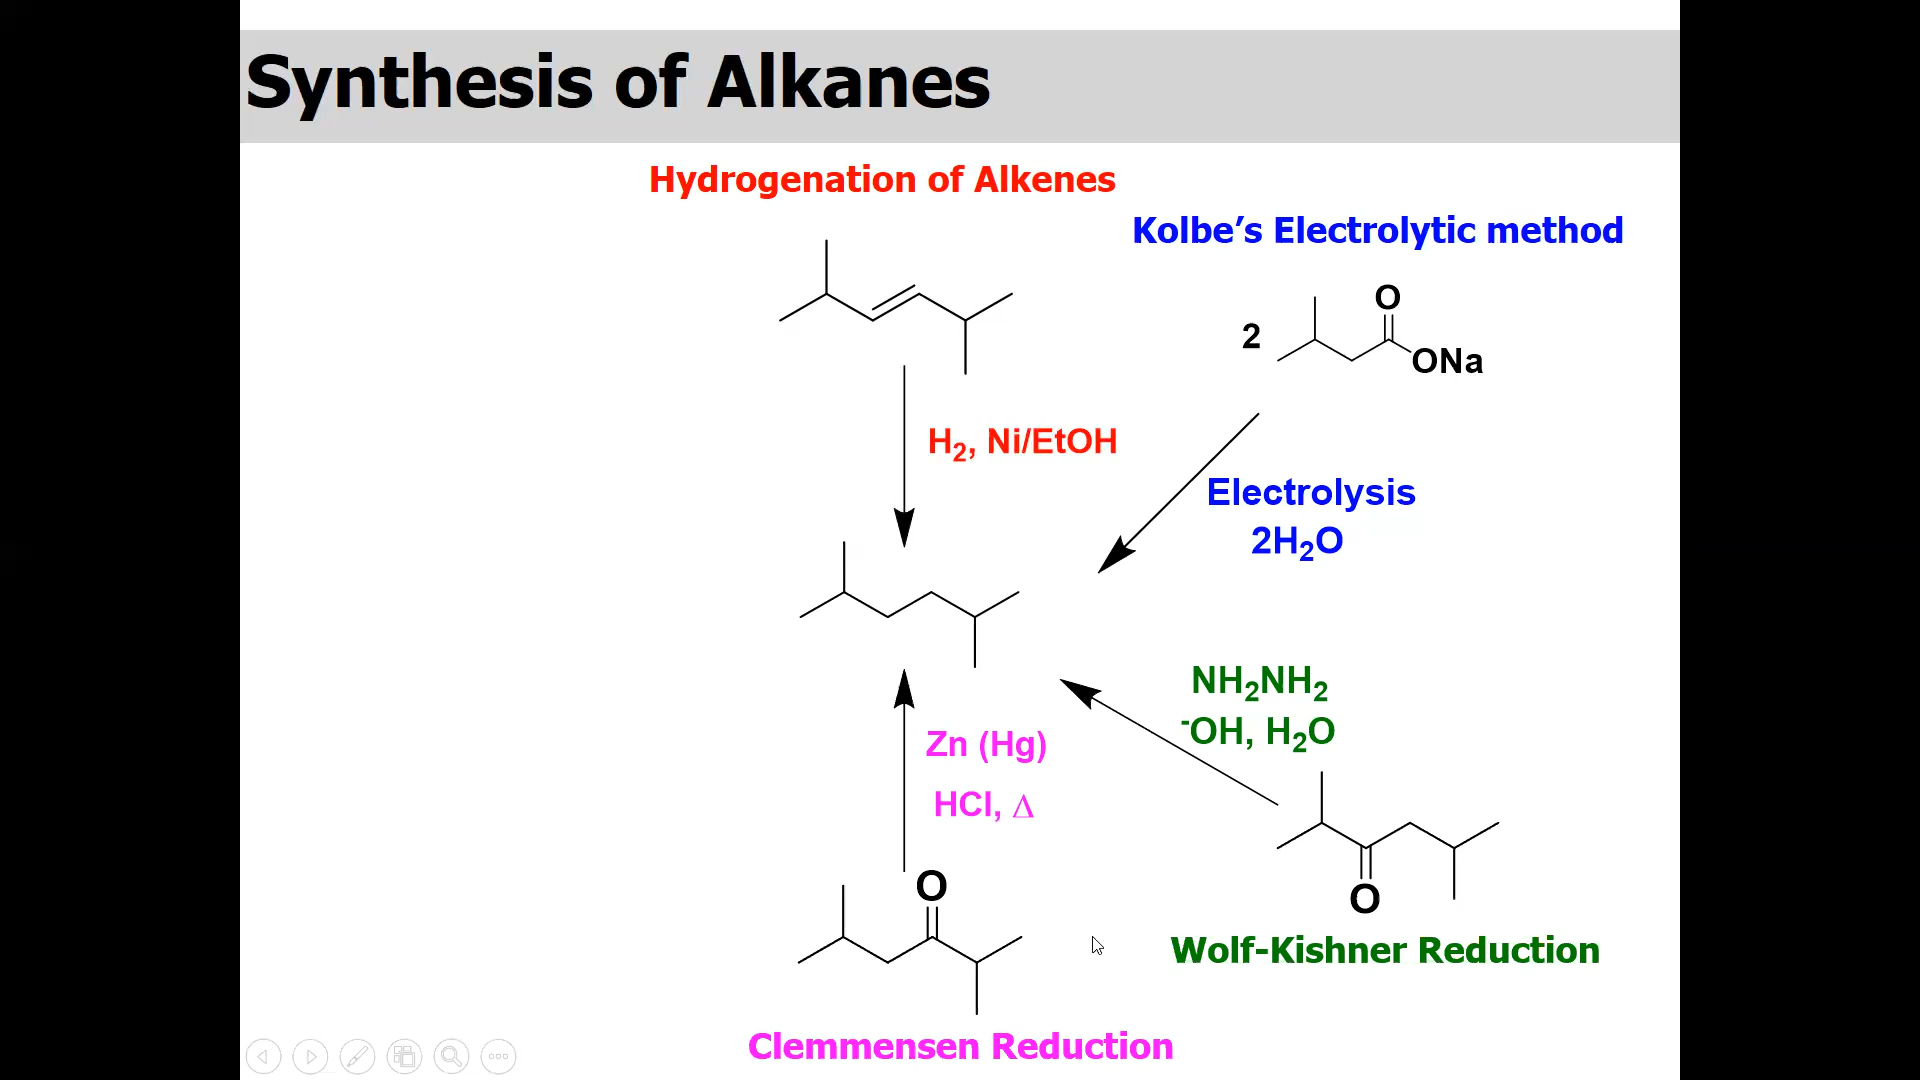 Synthesis of Alkanes
Hydrogenation of Alkenes
Kolbe’s Electrolytic method
O
2
ONa
H₂, Ni/EtOH
Electrolysis
2H₂O
NH₂NH₂
⁻OH, H₂O
Zn (Hg)
HCl, Δ
O
O
Wolf-Kishner Reduction
Clemmensen Reduction